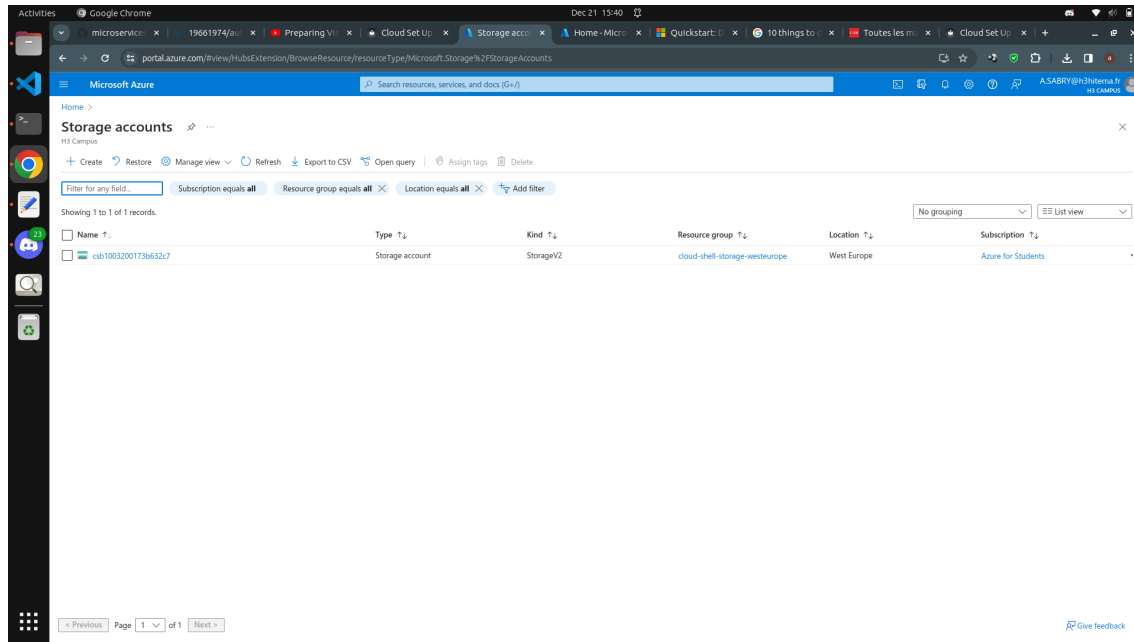 Activities Google Chrome Dec 21 15:40
microservices 19661974/aul Preparing Vi Cloud Set Up Storage acco Home - Micro Quickstart: D 10 things to d Toutes les m Cloud Set Up
portal.azure.com/#view/HubsExtension/BrowseResource/resourceType/Microsoft.Storage%2FStorageAccounts
Microsoft Azure Search resources, services, and docs (G+/) A.SABRY@h3hitema.fr
H3 CAMPUS
Home >
Storage accounts
H3 Campus
Create Restore Manage view Refresh Export to CSV Open query Assign tags Delete
Filter for any field... Subscription equals all Resource group equals all Location equals all Add filter
Showing 1 to 1 of 1 records. No grouping List view
Name Type Kind Resource group Location Subscription
csb1003200173b632c7 Storage account StorageV2 cloud-shell-storage-westeurope West Europe Azure for Students
23
< Previous Page 1 of 1 Next > Give feedback